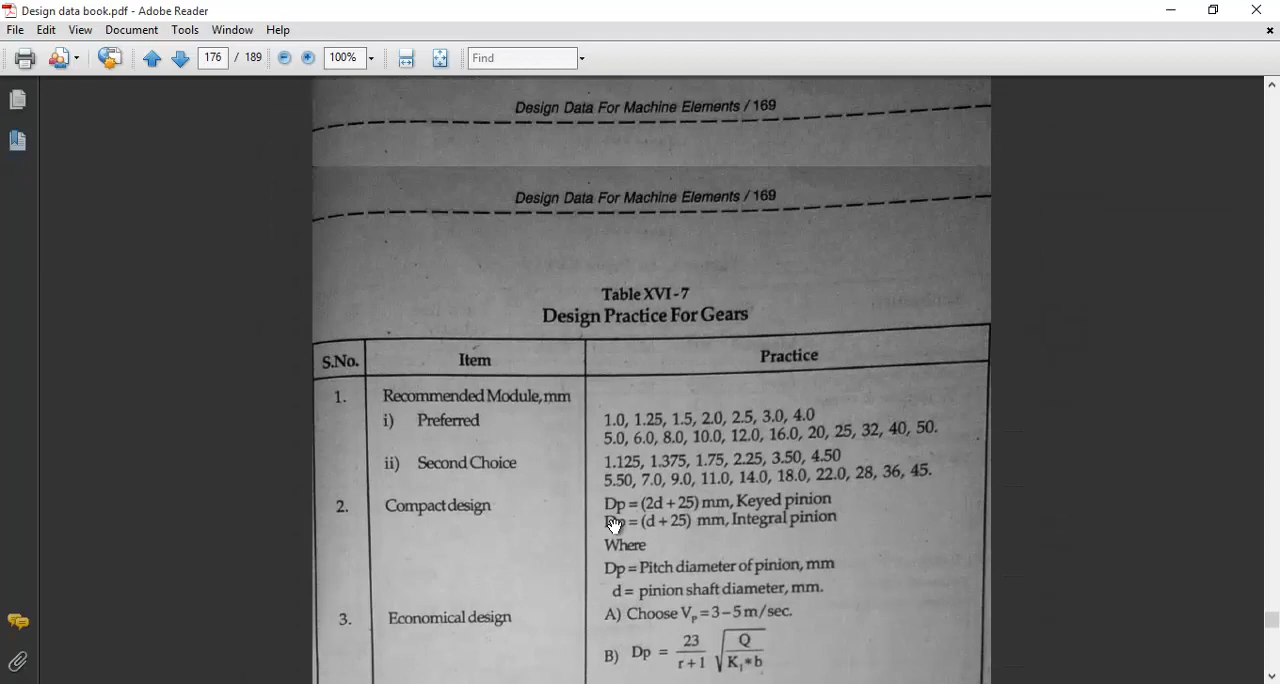 Design data book.pdf - Adobe Reader
File Edit View Document Tools Window Help
176 / 189 100% Find
Design Data For Machine Elements / 169
Design Data For Machine Elements / 169
Table XVI-7
Design Practice For Gears
S.No. Item Practice
1. Recommended Module, mm
i) Preferred 1.0, 1.25, 1.5, 2.0, 2.5, 3.0, 4.0
5.0, 6.0, 8.0, 10.0, 12.0, 16.0, 20, 25, 32, 40, 50.
ii) Second Choice 1.125, 1.375, 1.75, 2.25, 3.50, 4.50
5.50, 7.0, 9.0, 11.0, 14.0, 18.0, 22.0, 28, 36, 45.
2. Compact design Dp = (2d + 25) mm, Keyed pinion
Dp = (d + 25) mm, Integral pinion
Where
Dp = Pitch diameter of pinion, mm
d = pinion shaft diameter, mm.
3. Economical design A) Choose Vp = 3 – 5 m/sec.
B) Dp = 23 / r+1 √ Q / K1*b